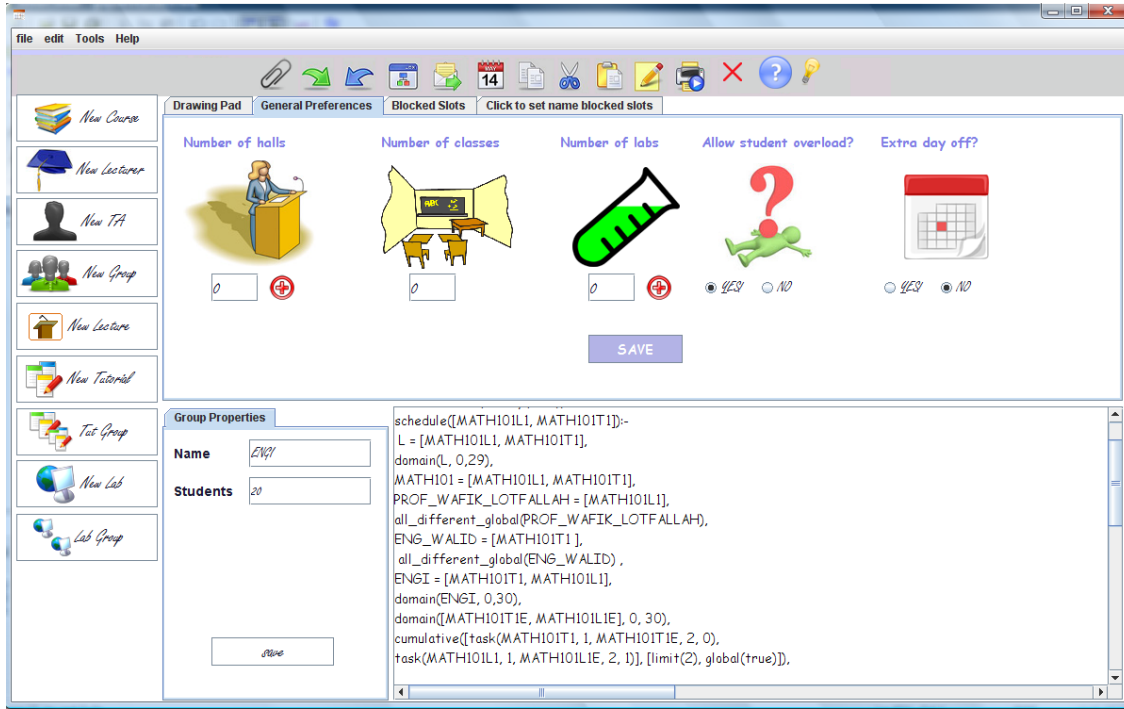 file edit Tools Help
MAY
14
New Course
New Lecturer
New TA
New Group
New Lecture
New Tutorial
Tut Group
New Lab
Lab Group
Drawing Pad General Preferences Blocked Slots Click to set name blocked slots
Number of halls Number of classes Number of labs Allow student overload? Extra day off?
ABC
0 0 0 YES! NO YES! NO
SAVE
Group Properties
Name ENGI
Students 20
save
schedule([MATH101L1, MATH101T1]):-
L = [MATH101L1, MATH101T1],
domain(L, 0,29),
MATH101 = [MATH101L1, MATH101T1],
PROF_WAFIK_LOTFALLAH = [MATH101L1],
all_different_global(PROF_WAFIK_LOTFALLAH),
ENG_WALID = [MATH101T1 ],
all_different_global(ENG_WALID) ,
ENGI = [MATH101T1, MATH101L1],
domain(ENGI, 0,30),
domain([MATH101T1E, MATH101L1E], 0, 30),
cumulative([task(MATH101T1, 1, MATH101T1E, 2, 0),
task(MATH101L1, 1, MATH101L1E, 2, 1)], [limit(2), global(true)]),